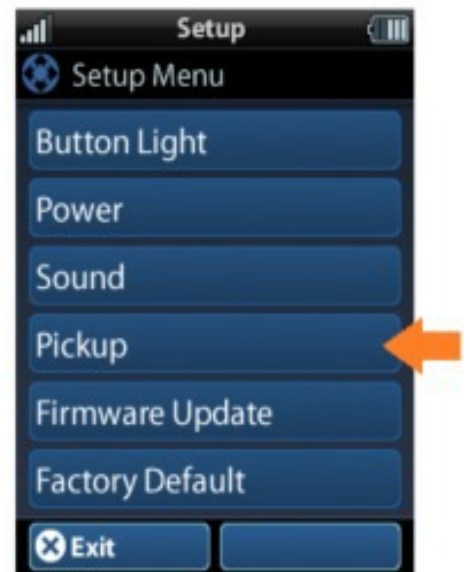 Setup
Setup Menu
Button Light
Power
Sound
Pickup
Firmware Update
Factory Default
Exit